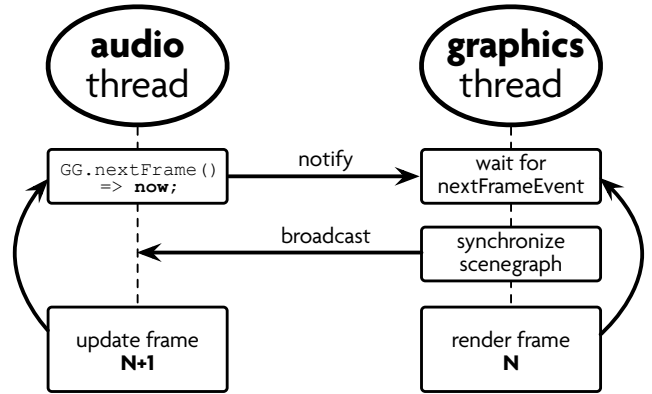 audio
thread
graphics
thread
GG.nextFrame()
=> now;
notify
wait for
nextFrameEvent
broadcast
synchronize
scenegraph
update frame
N+1
render frame
N